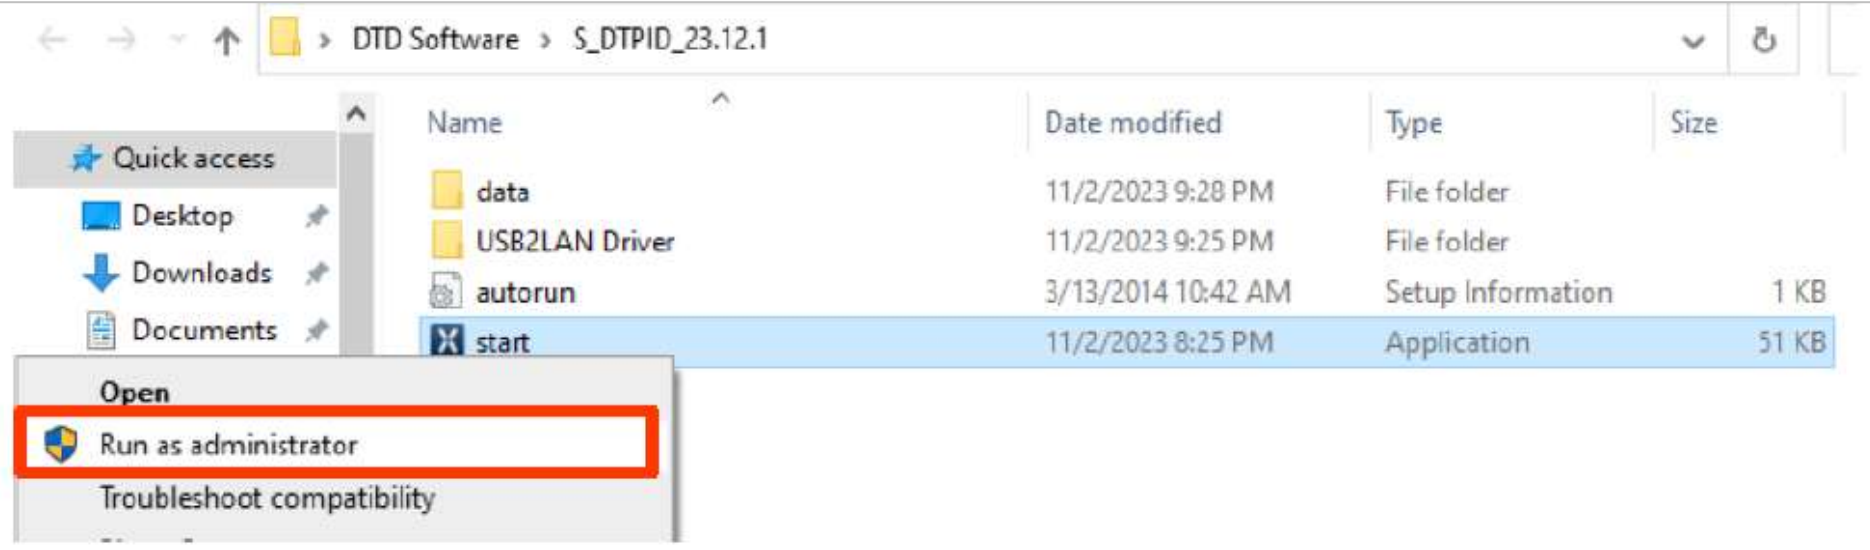 DTD Software > S_DTPID_23.12.1
Name Date modified Type Size
Quick access
data 11/2/2023 9:28 PM File folder
Desktop
USB2LAN Driver 11/2/2023 9:25 PM File folder
Downloads
autorun 3/13/2014 10:42 AM Setup Information 1 KB
Documents
start 11/2/2023 8:25 PM Application 51 KB
Open
Run as administrator
Troubleshoot compatibility